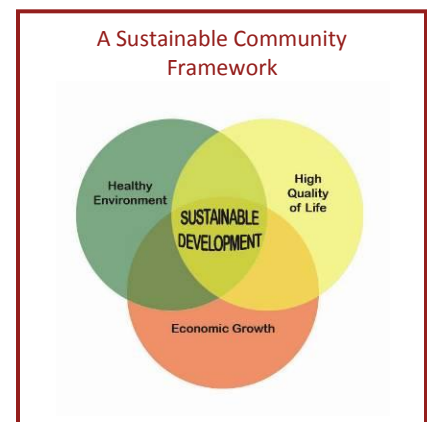 A Sustainable Community
Framework
Healthy
Environment
High
Quality
of Life
SUSTAINABLE
DEVELOPMENT
Economic Growth